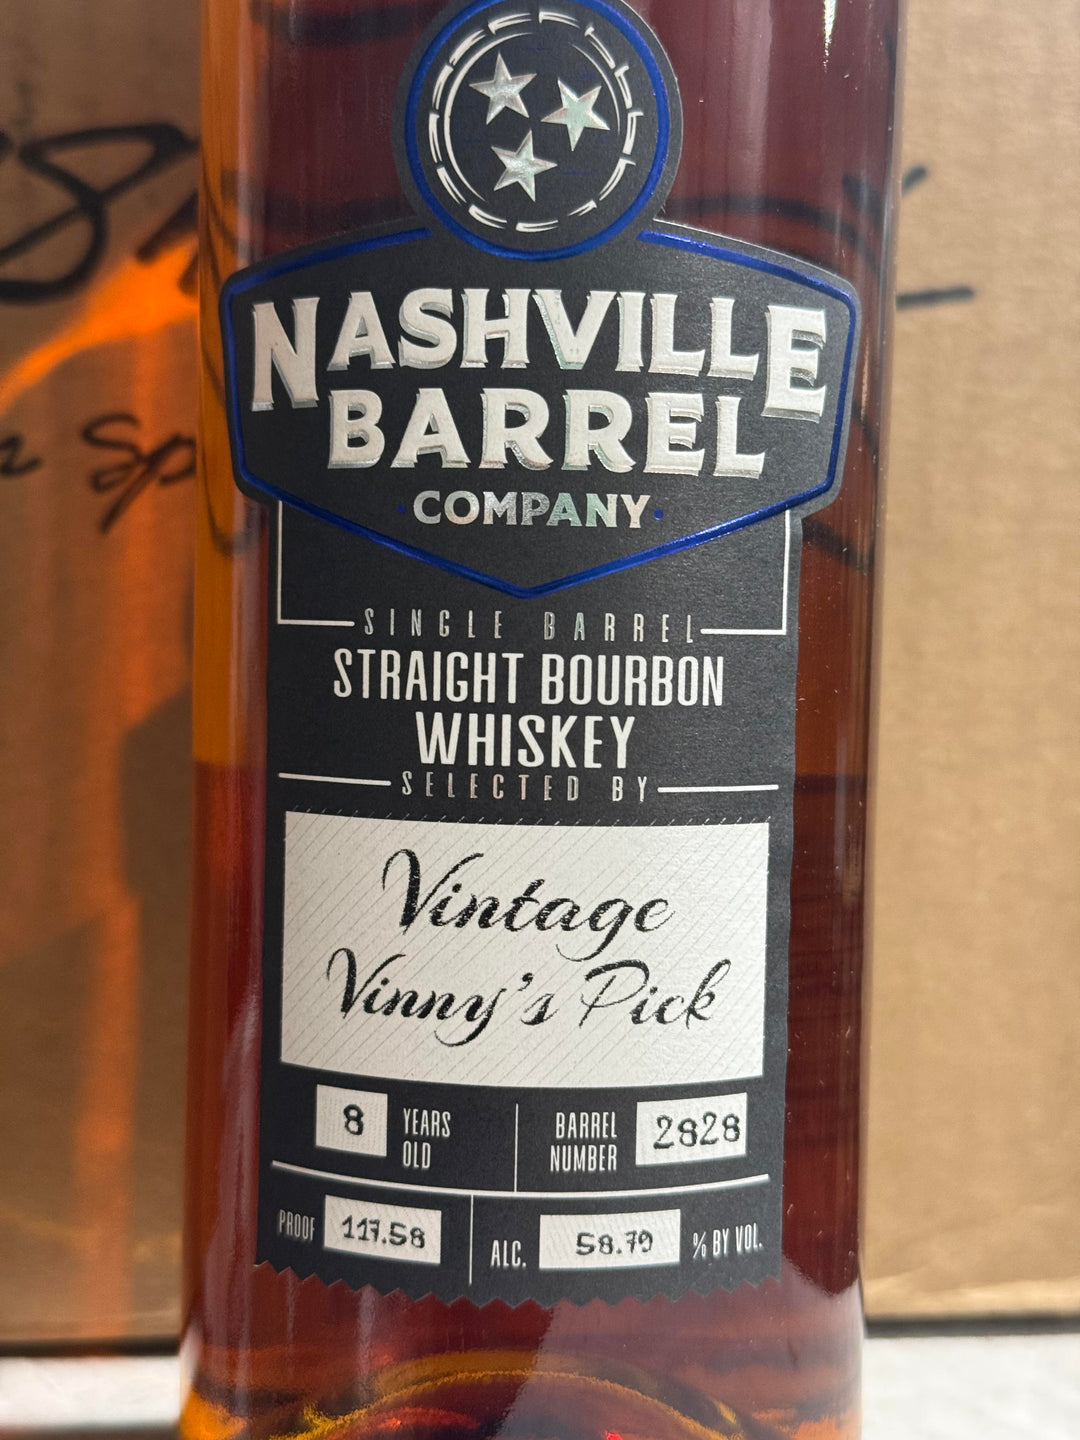 NASHVILLE
BARREL
COMPANY
SINGLE BARREL
STRAIGHT BOURBON
WHISKEY
SELECTED BY
Vintage
Vinny's Pick
8 YEARS OLD
BARREL NUMBER 2828
PROOF 117.58
ALC. 58.79 % BY VOL.